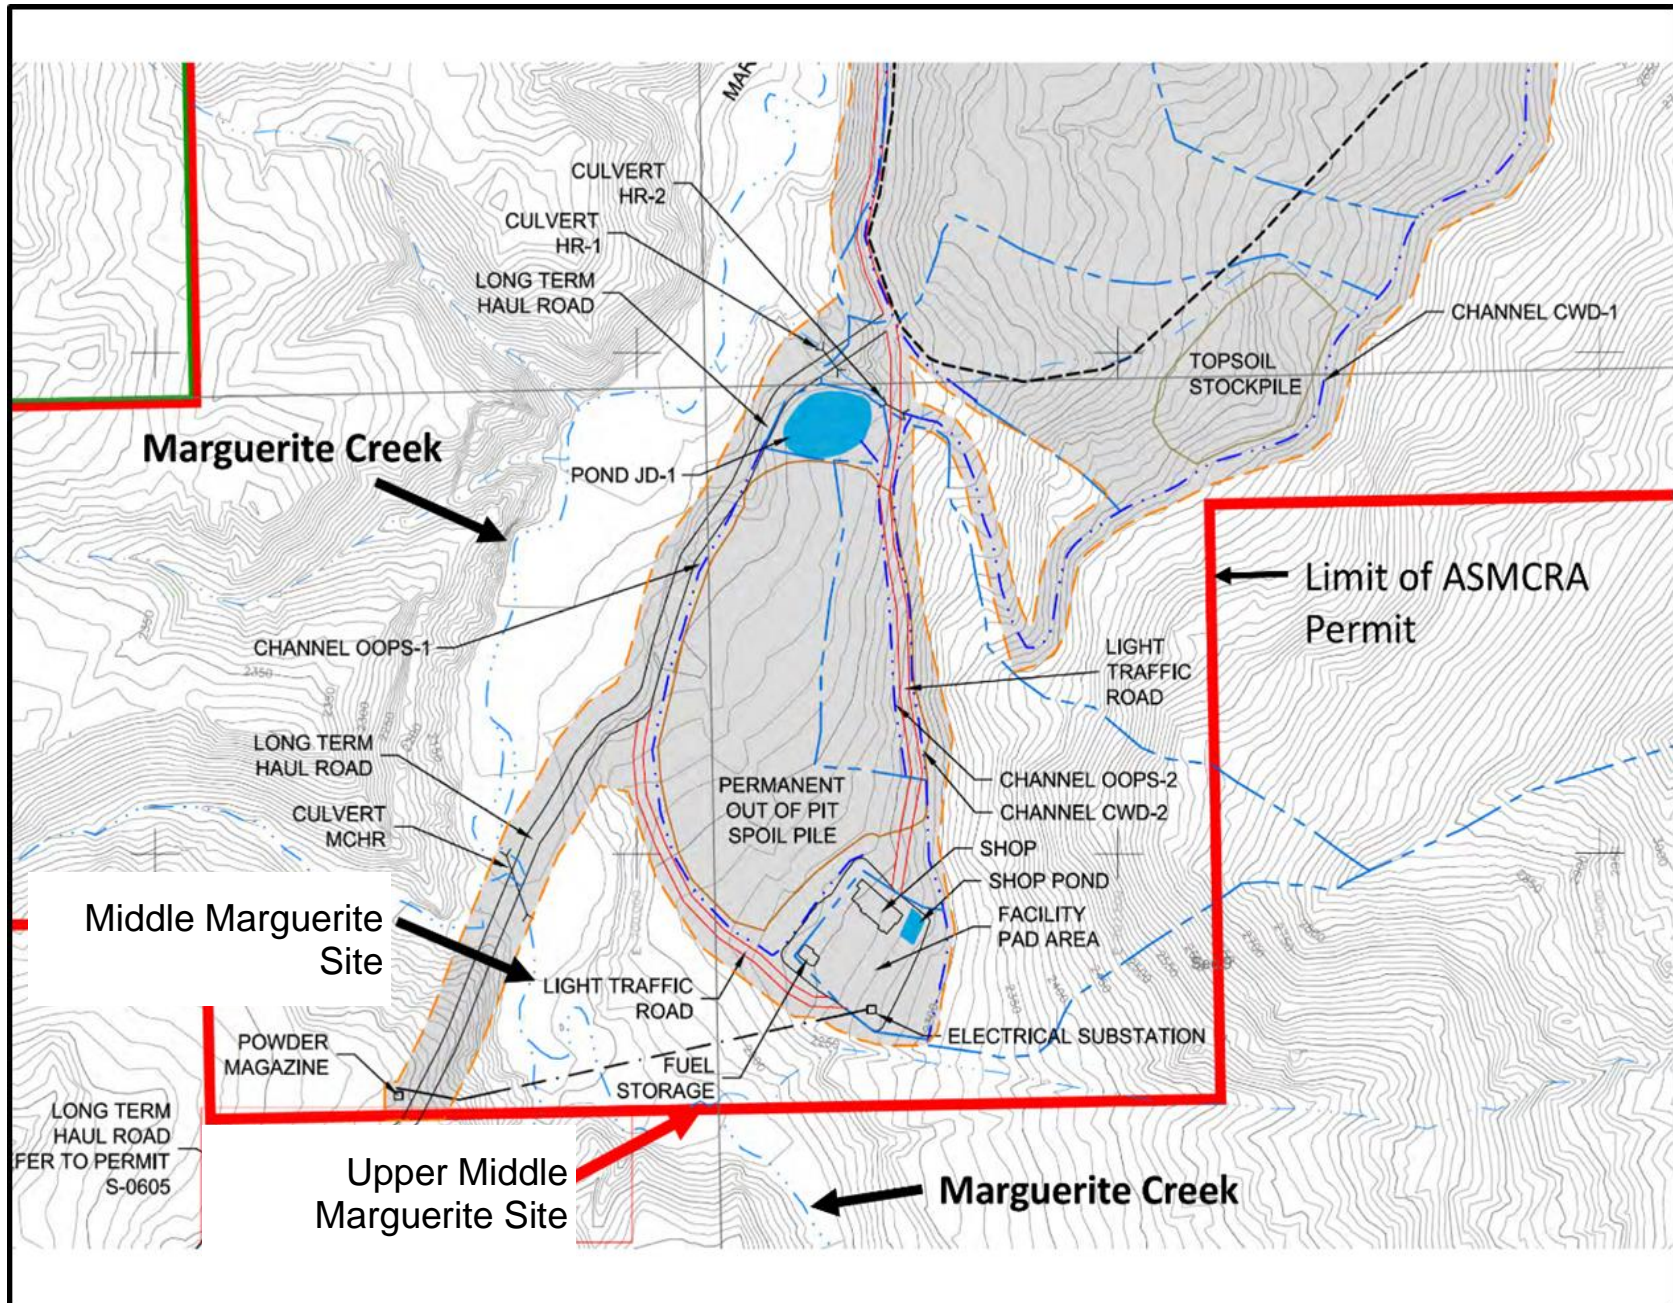 MAR
CULVERT
HR-2
CULVERT
HR-1
LONG TERM
HAUL ROAD
CHANNEL CWD-1
TOPSOIL
STOCKPILE
Marguerite Creek
POND JD-1
Limit of ASMCRA
Permit
CHANNEL OOPS-1
LIGHT
TRAFFIC
ROAD
2350
2350
LONG TERM
HAUL ROAD
CHANNEL OOPS-2
CHANNEL CWD-2
PERMANENT
OUT OF PIT
SPOIL PILE
CULVERT
MCHR
SHOP
SHOP POND
FACILITY
PAD AREA
Middle Marguerite
Site
LIGHT TRAFFIC
ROAD
ELECTRICAL SUBSTATION
POWDER
MAGAZINE
FUEL
STORAGE
2250
LONG TERM
HAUL ROAD
FER TO PERMIT
S-0605
Upper Middle
Marguerite Site
Marguerite Creek